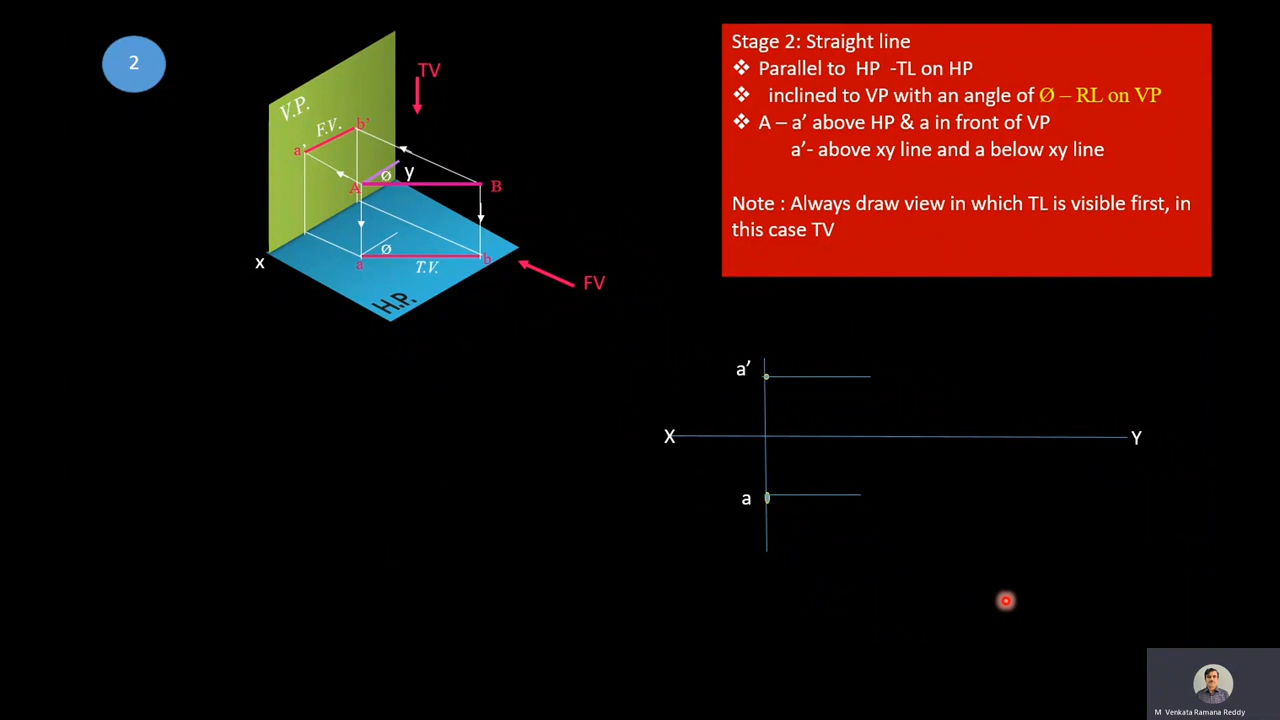 2
TV
V.P.
F.V.
b'
a'
ø
y
A
B
x
ø
a
b
T.V.
H.P.
FV
Stage 2: Straight line
❖ Parallel to HP -TL on HP
❖ inclined to VP with an angle of Ø – RL on VP
❖ A – a’ above HP & a in front of VP
a’- above xy line and a below xy line
Note : Always draw view in which TL is visible first, in
this case TV
a’
X
Y
a
M Venkata Ramana Reddy